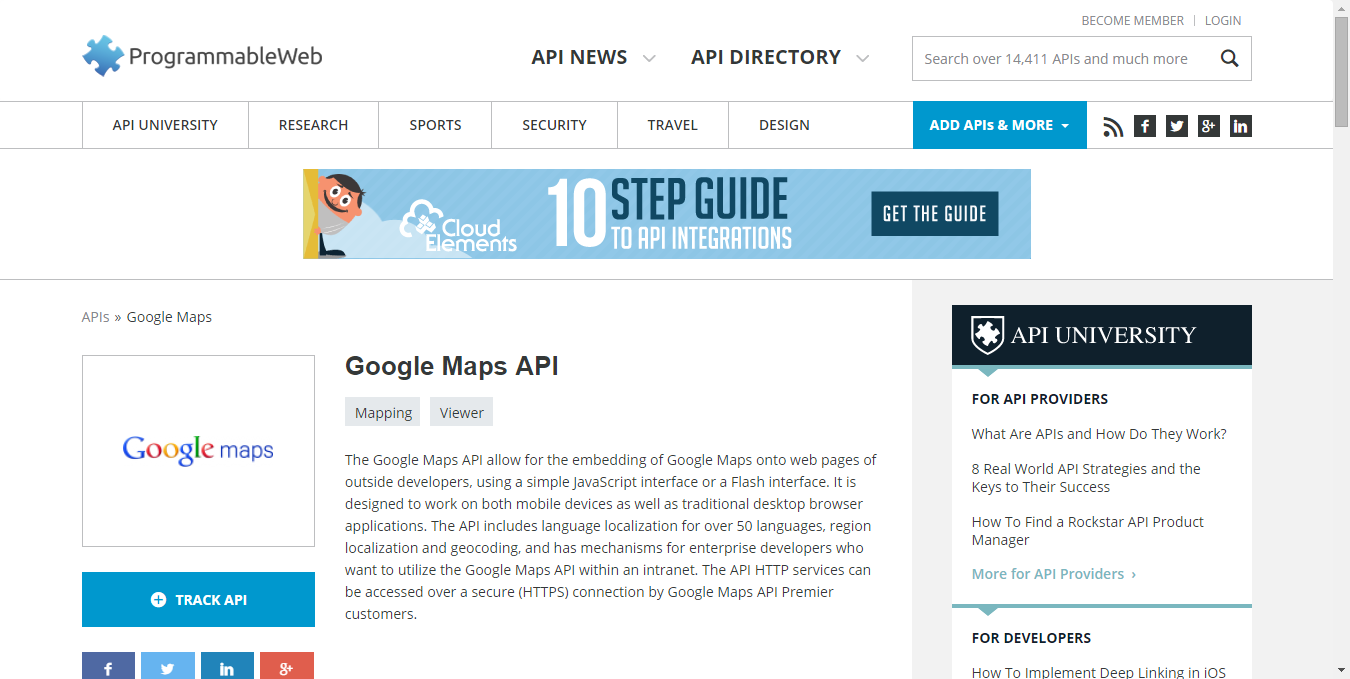 BECOME MEMBER | LOGIN
ProgrammableWeb
API NEWS
API DIRECTORY
Search over 14,411 APIs and much more
API UNIVERSITY
RESEARCH
SPORTS
SECURITY
TRAVEL
DESIGN
ADD APIs & MORE
f
g+
in
Cloud
Elements
10 STEP GUIDE
TO API INTEGRATIONS
GET THE GUIDE
APIs » Google Maps
Google maps
TRACK API
f
in
g+
Google Maps API
Mapping
Viewer
The Google Maps API allow for the embedding of Google Maps onto web pages of
outside developers, using a simple JavaScript interface or a Flash interface. It is
designed to work on both mobile devices as well as traditional desktop browser
applications. The API includes language localization for over 50 languages, region
localization and geocoding, and has mechanisms for enterprise developers who
want to utilize the Google Maps API within an intranet. The API HTTP services can
be accessed over a secure (HTTPS) connection by Google Maps API Premier
customers.
API UNIVERSITY
FOR API PROVIDERS
What Are APIs and How Do They Work?
8 Real World API Strategies and the
Keys to Their Success
How To Find a Rockstar API Product
Manager
More for API Providers ›
FOR DEVELOPERS
How To Implement Deep Linking in iOS